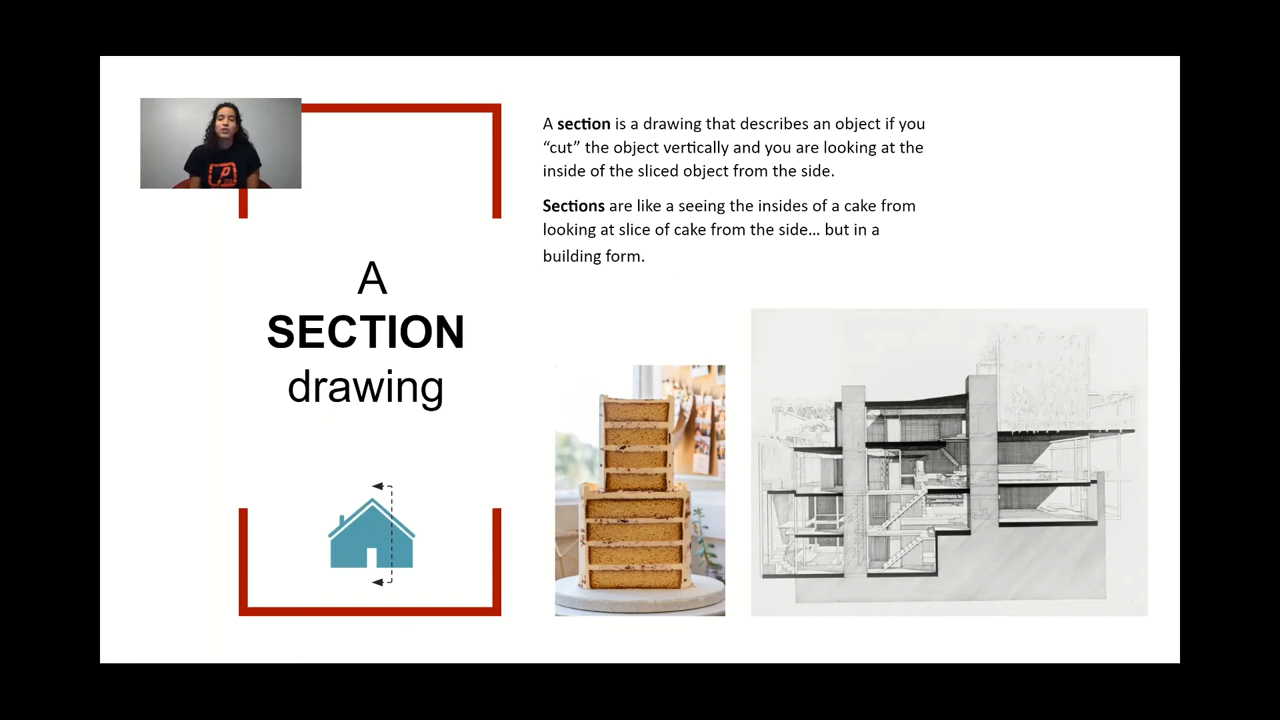 A
SECTION
drawing
A section is a drawing that describes an object if you
“cut” the object vertically and you are looking at the
inside of the sliced object from the side.
Sections are like a seeing the insides of a cake from
looking at slice of cake from the side... but in a
building form.